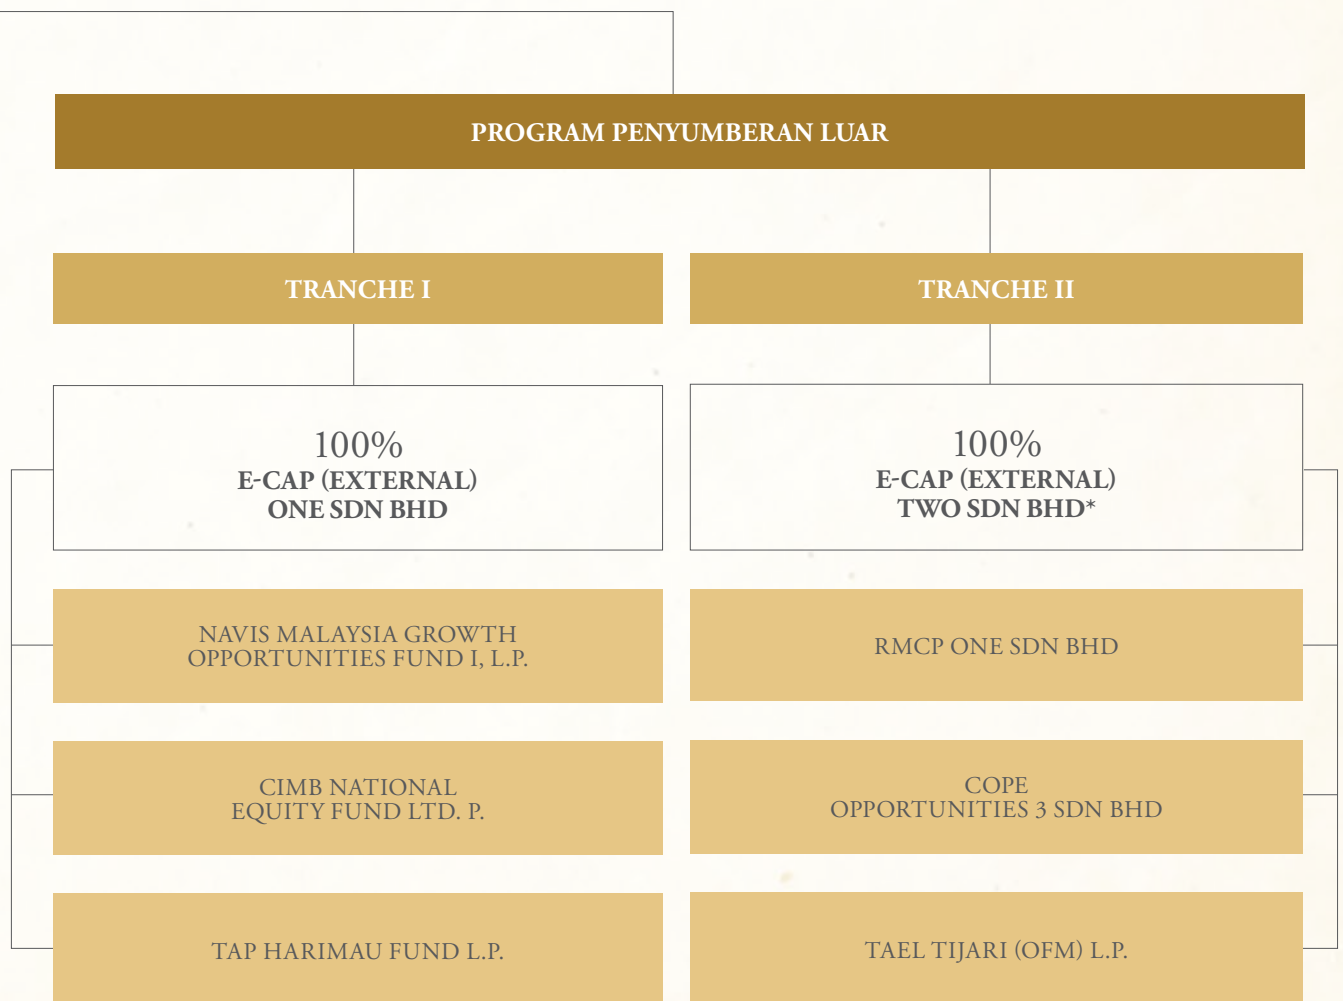 PROGRAM PENYUMBERAN LUAR
TRANCHE I
100%
E-CAP (EXTERNAL)
ONE SDN BHD
NAVIS MALAYSIA GROWTH
OPPORTUNITIES FUND I, L.P.
CIMB NATIONAL
EQUITY FUND LTD. P.
TAP HARIMAU FUND L.P.
TRANCHE II
100%
E-CAP (EXTERNAL)
TWO SDN BHD*
RMCP ONE SDN BHD
COPE
OPPORTUNITIES 3 SDN BHD
TAEL TIJARI (OFM) L.P.